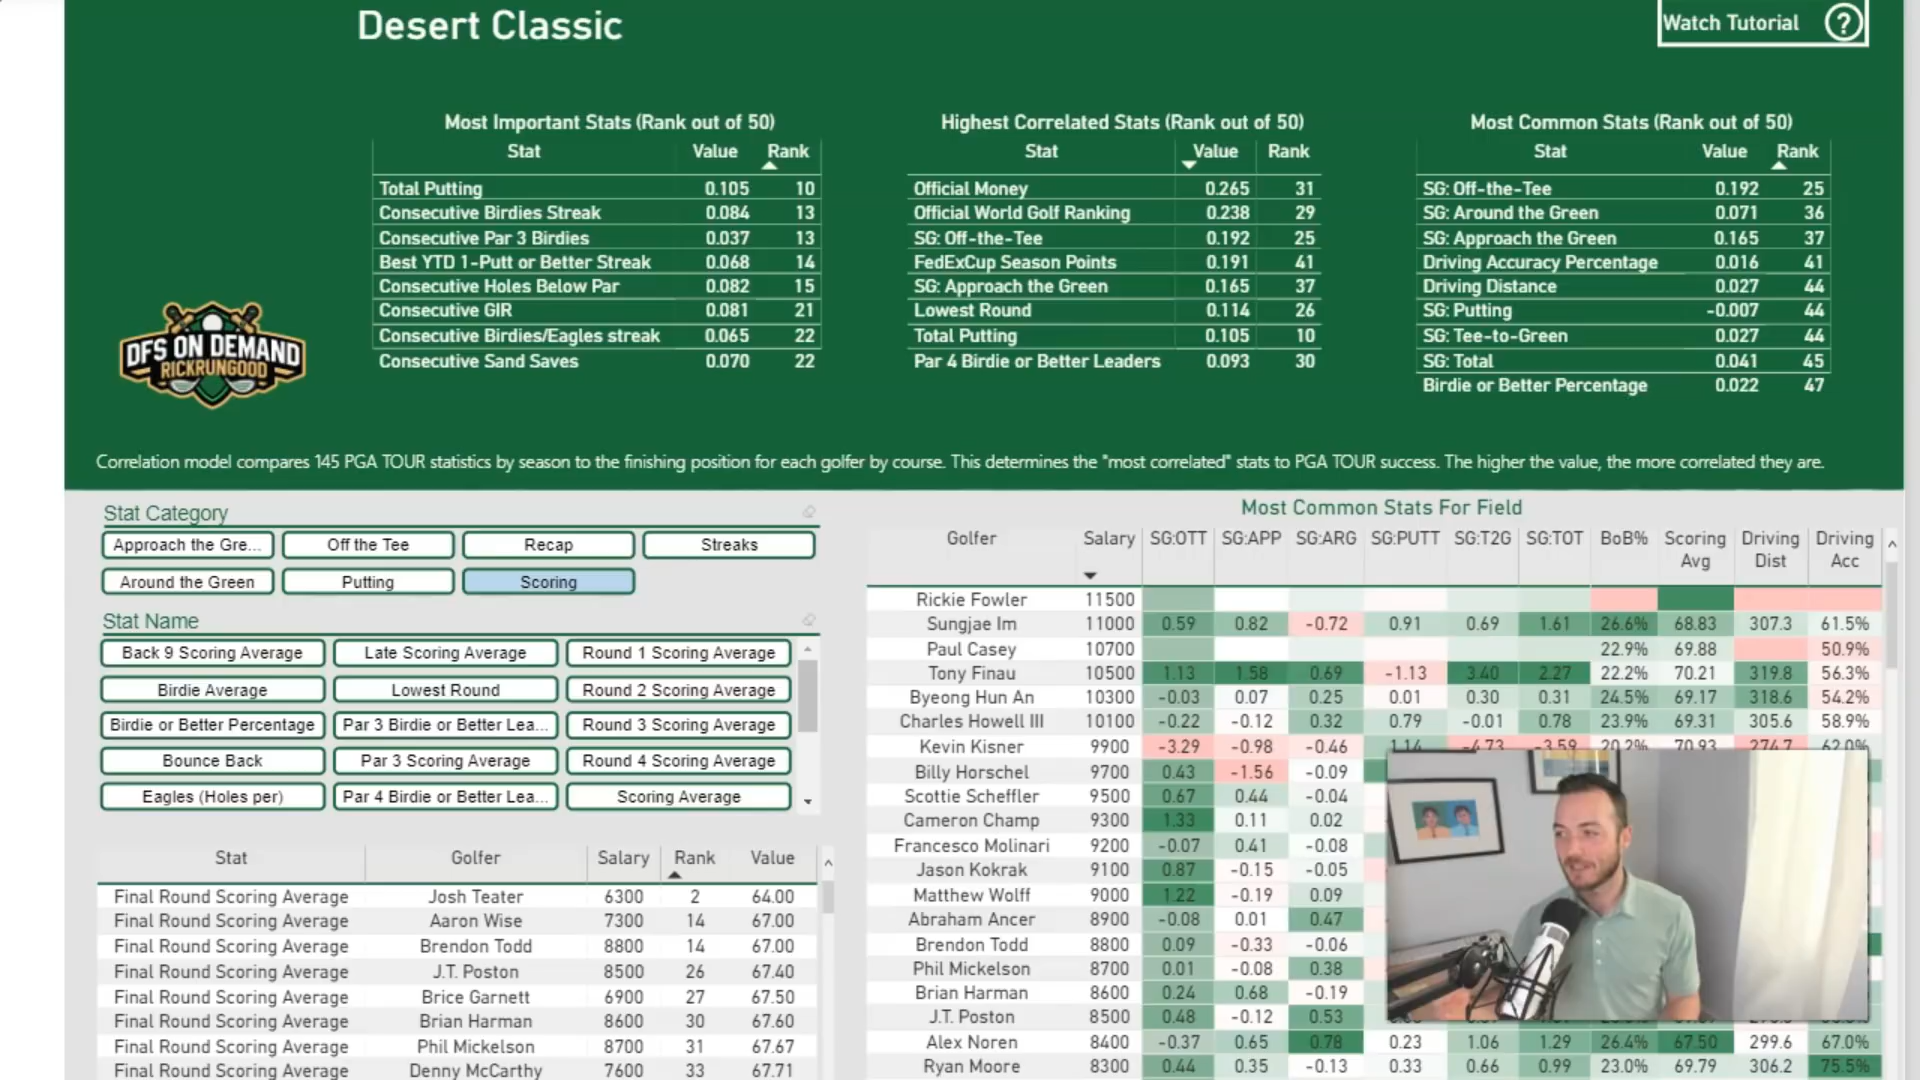 Desert Classic
Watch Tutorial ?
Most Important Stats (Rank out of 50)
Stat Value Rank
Total Putting 0.105 10
Consecutive Birdies Streak 0.084 13
Consecutive Par 3 Birdies 0.037 13
Best YTD 1-Putt or Better Streak 0.068 14
Consecutive Holes Below Par 0.082 15
Consecutive GIR 0.081 21
Consecutive Birdies/Eagles streak 0.065 22
Consecutive Sand Saves 0.070 22
Highest Correlated Stats (Rank out of 50)
Stat Value Rank
Official Money 0.265 31
Official World Golf Ranking 0.238 29
SG: Off-the-Tee 0.192 25
FedExCup Season Points 0.191 41
SG: Approach the Green 0.165 37
Lowest Round 0.114 26
Total Putting 0.105 10
Par 4 Birdie or Better Leaders 0.093 30
Most Common Stats (Rank out of 50)
Stat Value Rank
SG: Off-the-Tee 0.192 25
SG: Around the Green 0.071 36
SG: Approach the Green 0.165 37
Driving Accuracy Percentage 0.016 41
Driving Distance 0.027 44
SG: Putting -0.007 44
SG: Tee-to-Green 0.027 44
SG: Total 0.041 45
Birdie or Better Percentage 0.022 47
DFS ON DEMAND
RICKRUNGOOD
Correlation model compares 145 PGA TOUR statistics by season to the finishing position for each golfer by course. This determines the "most correlated" stats to PGA TOUR success. The higher the value, the more correlated they are.
Stat Category
Approach the Gre... Off the Tee Recap Streaks
Around the Green Putting Scoring
Stat Name
Back 9 Scoring Average Late Scoring Average Round 1 Scoring Average
Birdie Average Lowest Round Round 2 Scoring Average
Birdie or Better Percentage Par 3 Birdie or Better Lea... Round 3 Scoring Average
Bounce Back Par 3 Scoring Average Round 4 Scoring Average
Eagles (Holes per) Par 4 Birdie or Better Lea... Scoring Average
Stat Golfer Salary Rank Value
Final Round Scoring Average Josh Teater 6300 2 64.00
Final Round Scoring Average Aaron Wise 7300 14 67.00
Final Round Scoring Average Brendon Todd 8800 14 67.00
Final Round Scoring Average J.T. Poston 8500 26 67.40
Final Round Scoring Average Brice Garnett 6900 27 67.50
Final Round Scoring Average Brian Harman 8600 30 67.60
Final Round Scoring Average Phil Mickelson 8700 31 67.67
Final Round Scoring Average Denny McCarthy 7600 33 67.71
Most Common Stats For Field
Golfer Salary SG:OTT SG:APP SG:ARG SG:PUTT SG:T2G SG:TOT BoB% Scoring Avg Driving Dist Driving Acc
Rickie Fowler 11500
Sungjae Im 11000 0.59 0.82 -0.72 0.91 0.69 1.61 26.6% 68.83 307.3 61.5%
Paul Casey 10700 22.9% 69.88 50.9%
Tony Finau 10500 1.13 1.58 0.69 -1.13 3.40 2.27 22.2% 70.21 319.8 56.3%
Byeong Hun An 10300 -0.03 0.07 0.25 0.01 0.30 0.31 24.5% 69.17 318.6 54.2%
Charles Howell III 10100 -0.22 -0.12 0.32 0.79 -0.01 0.78 23.9% 69.31 305.6 58.9%
Kevin Kisner 9900 -3.29 -0.98 -0.46 1.14 -4.73 -3.59 20.2% 70.93 274.7 62.0%
Billy Horschel 9700 0.43 -1.56 -0.09
Scottie Scheffler 9500 0.67 0.44 -0.04
Cameron Champ 9300 1.33 0.11 0.02
Francesco Molinari 9200 -0.07 0.41 -0.08
Jason Kokrak 9100 0.87 -0.15 -0.05
Matthew Wolff 9000 1.22 -0.19 0.09
Abraham Ancer 8900 -0.08 0.01 0.47
Brendon Todd 8800 0.09 -0.33 -0.06
Phil Mickelson 8700 0.01 -0.08 0.38
Brian Harman 8600 0.24 0.68 -0.19
J.T. Poston 8500 0.48 -0.12 0.53
Alex Noren 8400 -0.37 0.65 0.78 0.23 1.06 1.29 26.4% 67.50 299.6 67.0%
Ryan Moore 8300 0.44 0.35 -0.13 0.33 0.66 0.99 23.0% 69.79 306.2 75.5%